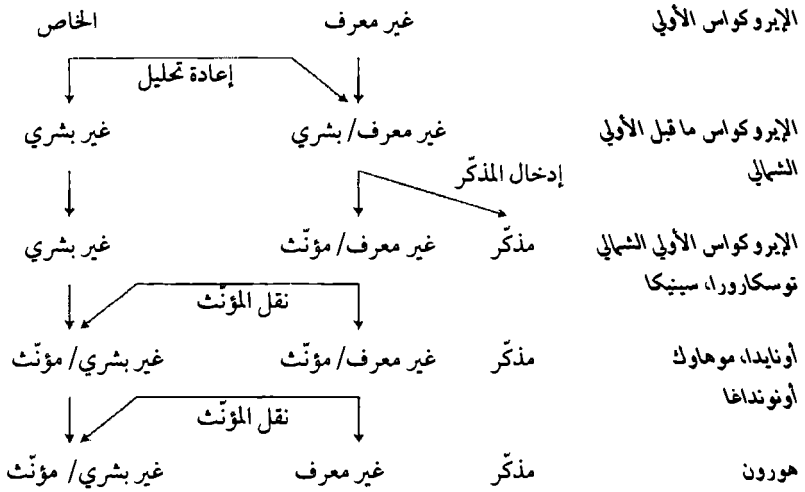 الإيروكواس الأولي غير معرف الخاص
إعادة تحليل
الإيروكواس ما قبل الأولي غير معرف/ بشري غير بشري
الشمالي
إدخال المذكّر
الإيروكواس الأولي الشمالي مذكّر غير معرف/ مؤنّث غير بشري
توسكارورا، سينيكا
نقل المؤنّث
أونايدا، موهاوك مذكّر غير معرف/ مؤنّث غير بشري/ مؤنّث
أونونداغا
نقل المؤنّث
هورون مذكّر غير معرف غير بشري/ مؤنّث